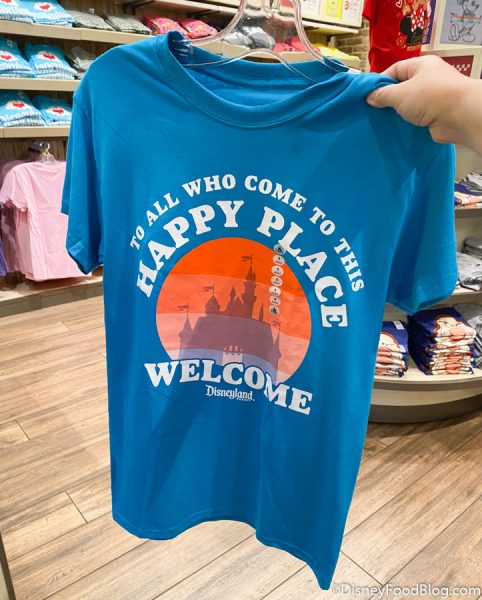 TO ALL WHO COME TO THIS
HAPPY PLACE
WELCOME
Disneyland
©DisneyFoodBlog.com